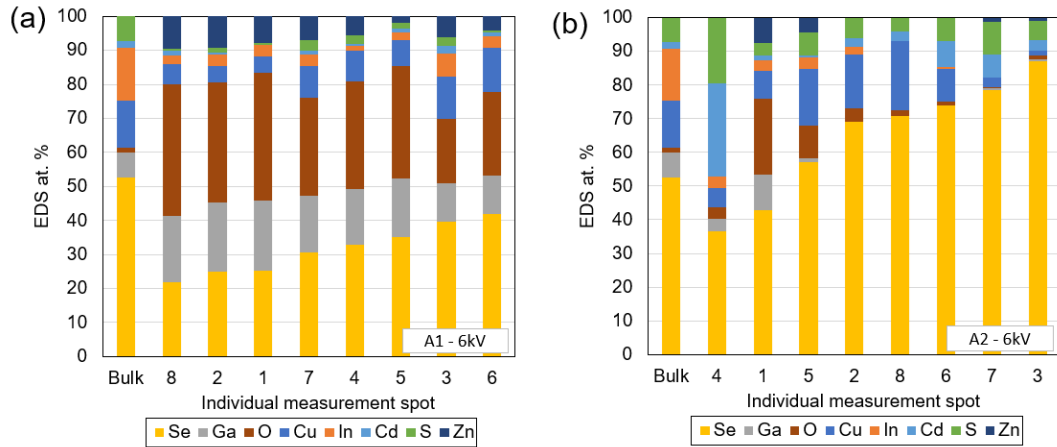 (a)
EDS at. %
100
90
80
70
60
50
40
30
20
10
0
A1 - 6kV
Bulk 8 2 1 7 4 5 3 6
Individual measurement spot
Se Ga O Cu In Cd S Zn
(b)
EDS at. %
100
90
80
70
60
50
40
30
20
10
0
A2 - 6kV
Bulk 4 1 5 2 8 6 7 3
Individual measurement spot
Se Ga O Cu In Cd S Zn